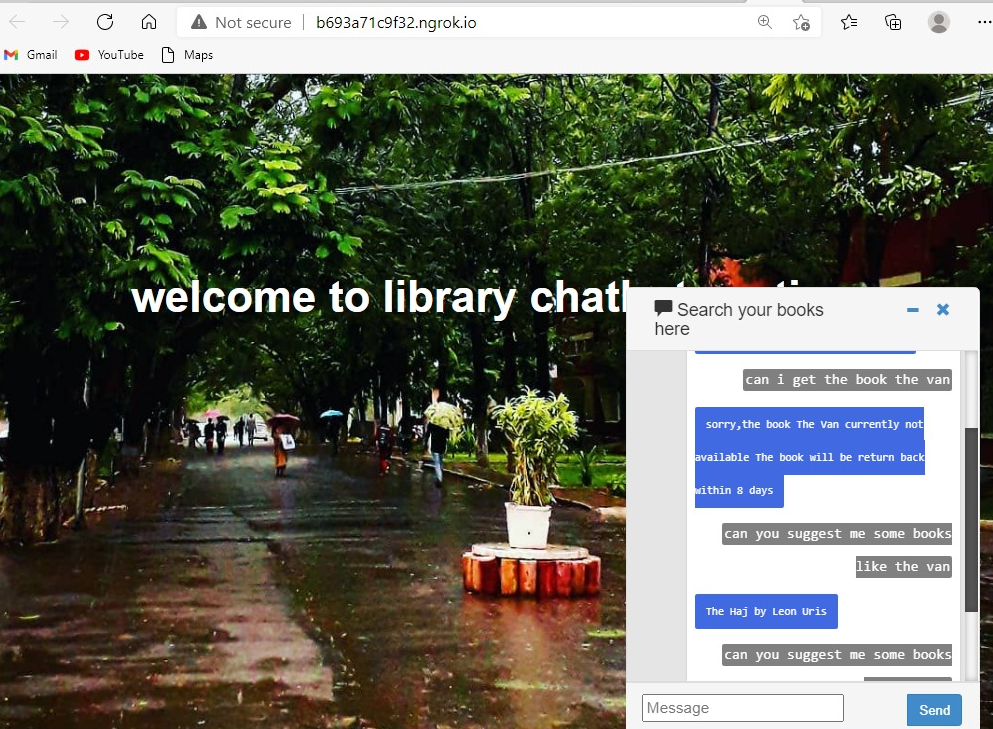 Not secure
b693a71c9f32.ngrok.io
Gmail
YouTube
Maps
welcome to library
Search your books
here
can i get the book the van
sorry,the book The Van currently not
available The book will be return back
within 8 days
can you suggest me some books
like the van
The Haj by Leon Uris
can you suggest me some books
Message
Send